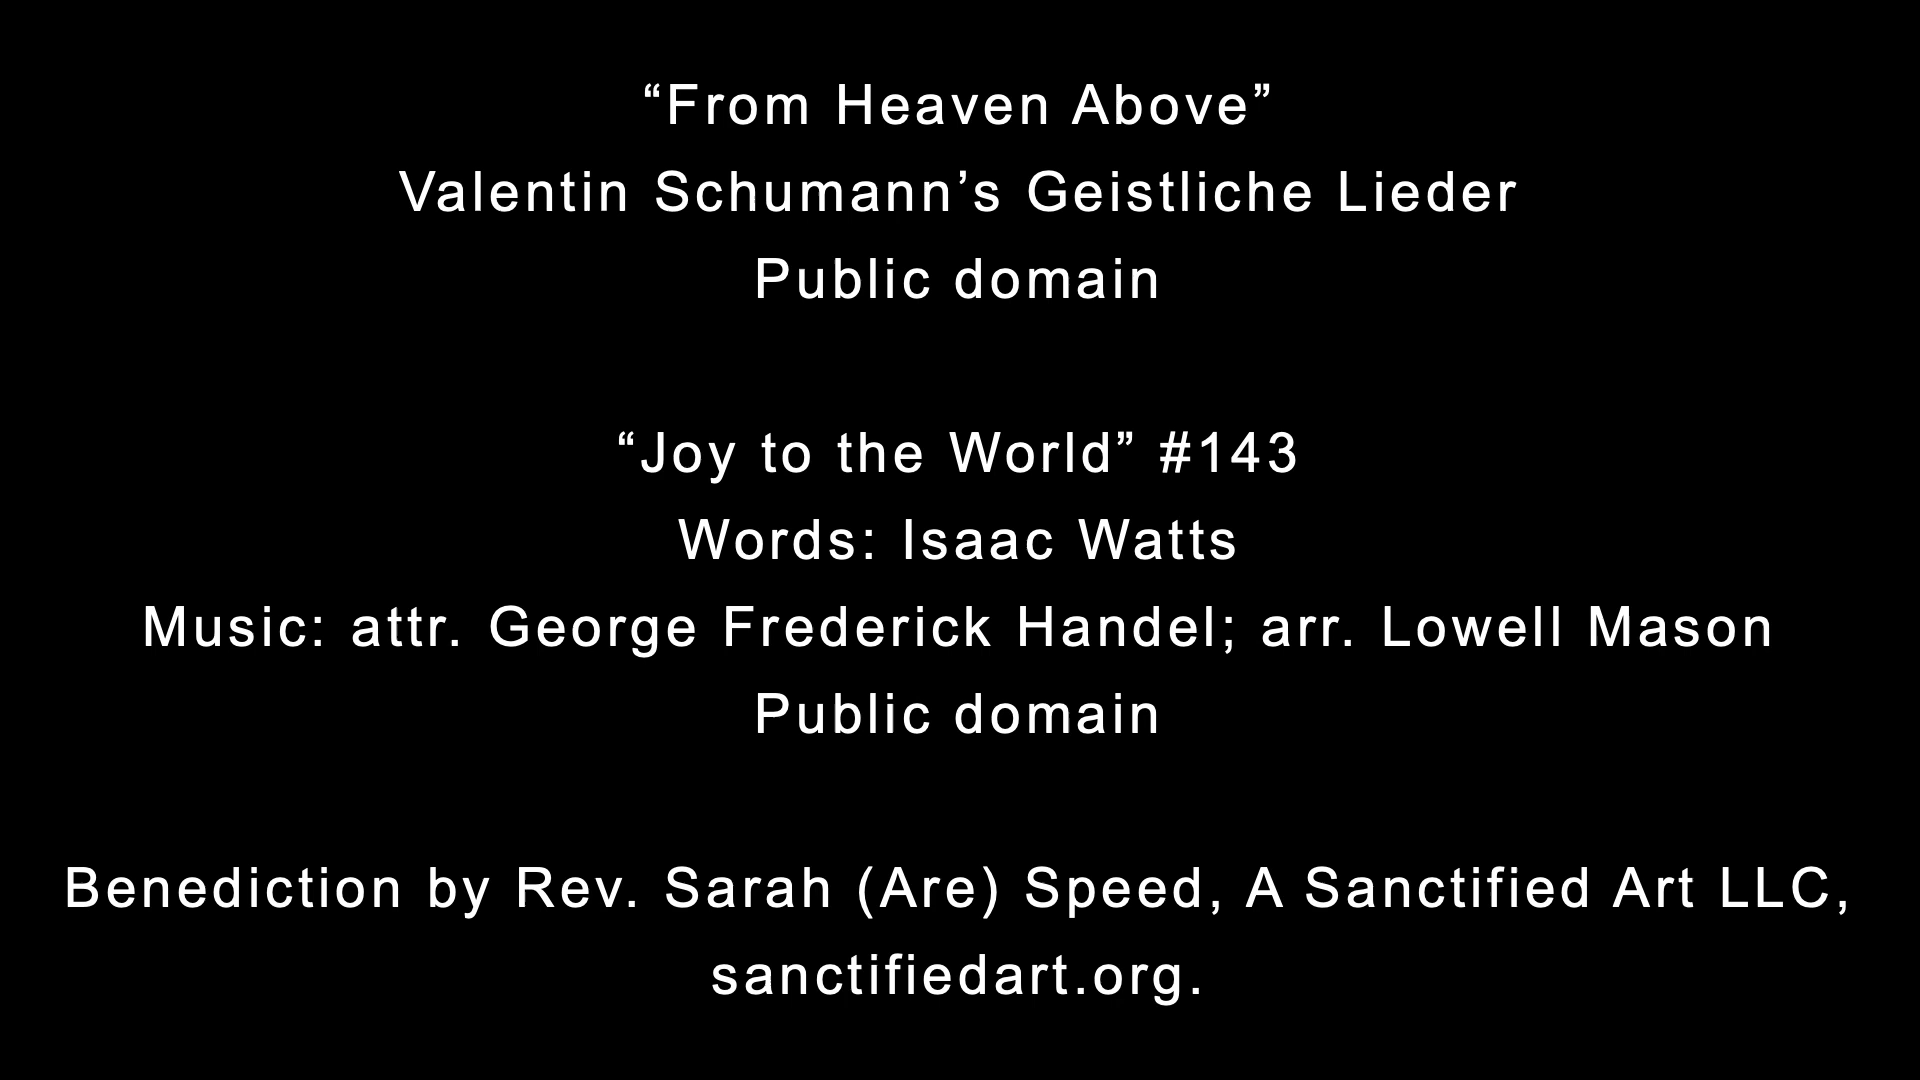 “From Heaven Above”
Valentin Schumann’s Geistliche Lieder
Public domain
“Joy to the World” #143
Words: Isaac Watts
Music: attr. George Frederick Handel; arr. Lowell Mason
Public domain
Benediction by Rev. Sarah (Are) Speed, A Sanctified Art LLC,
sanctifiedart.org.